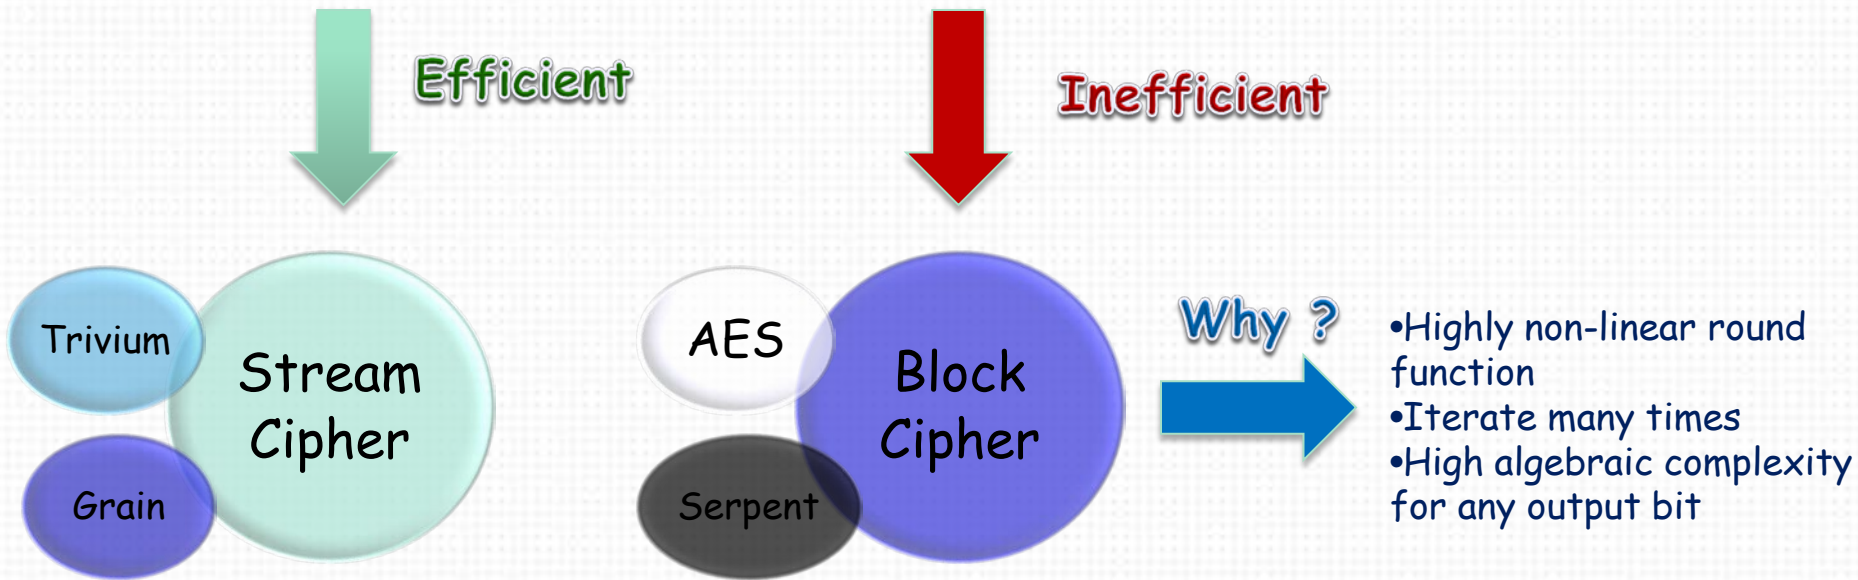 Efficient
Inefficient
Trivium
Stream
Cipher
Grain
AES
Block
Cipher
Serpent
Why ?
•Highly non-linear round
function
•Iterate many times
•High algebraic complexity
for any output bit